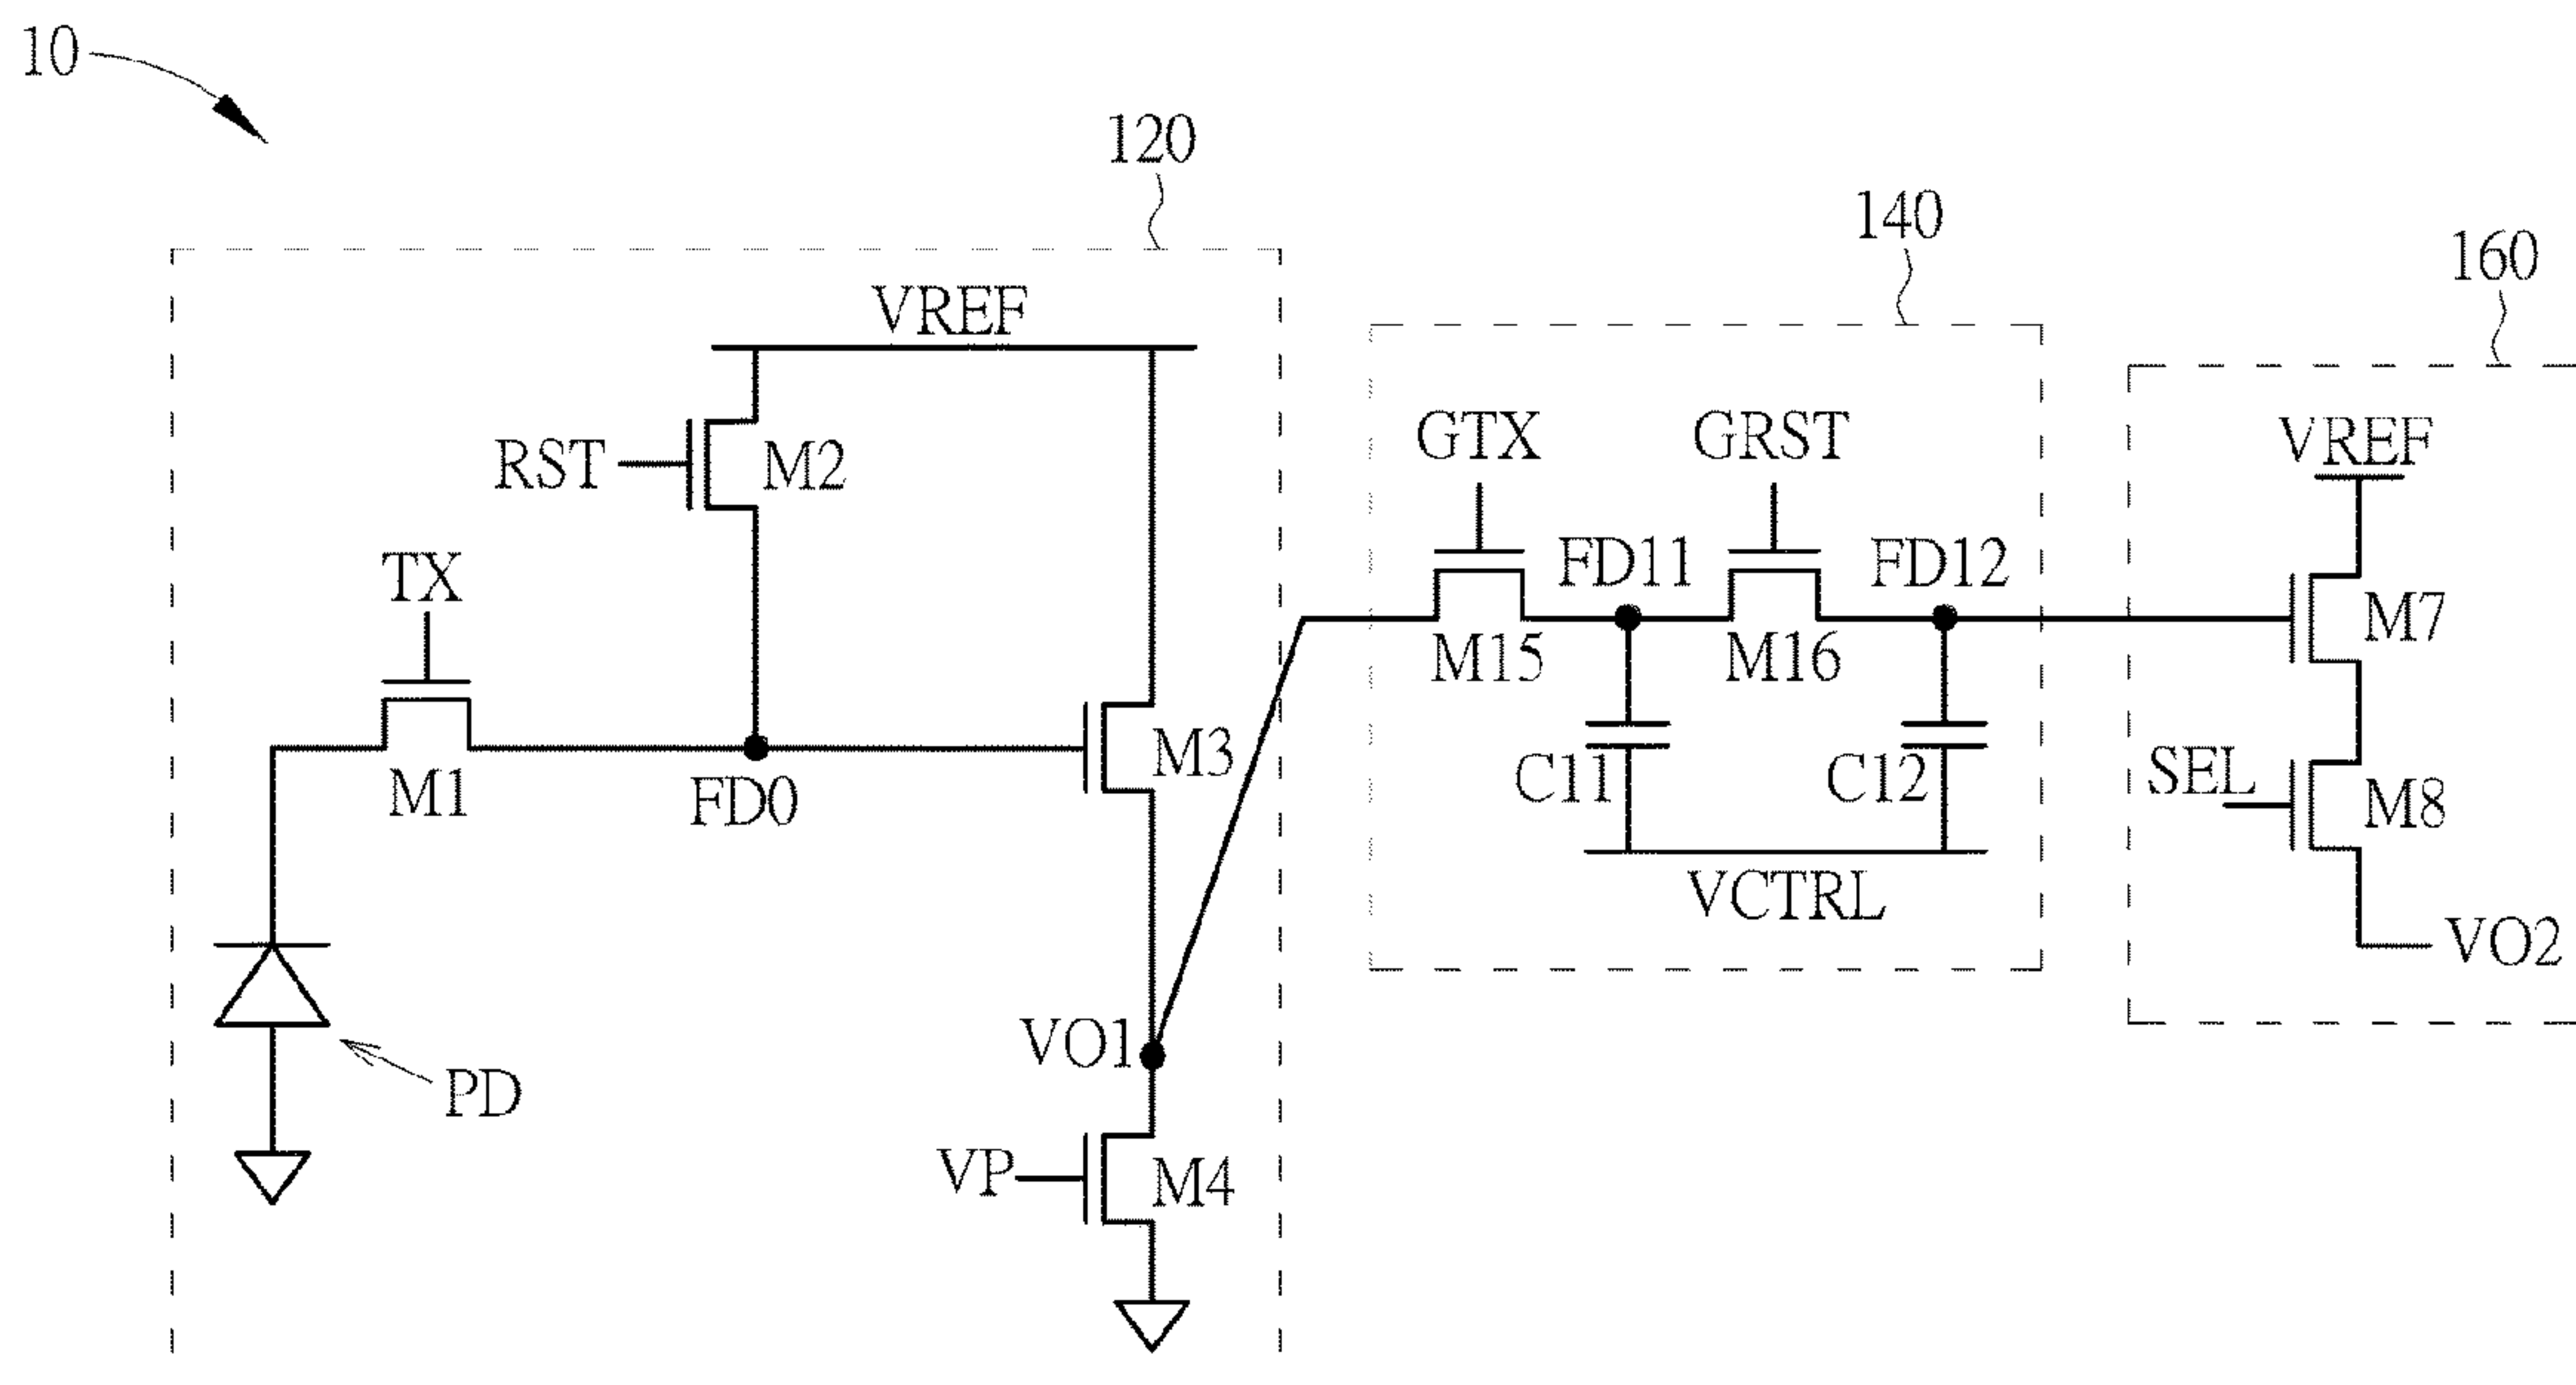 10
120
140
160
VREF
RST
M2
TX
M1
FD0
M3
PD
VO1
VP
M4
GTX
GRST
FD11
FD12
M15
M16
C11
C12
VCTRL
VREF
M7
SEL
M8
VO2